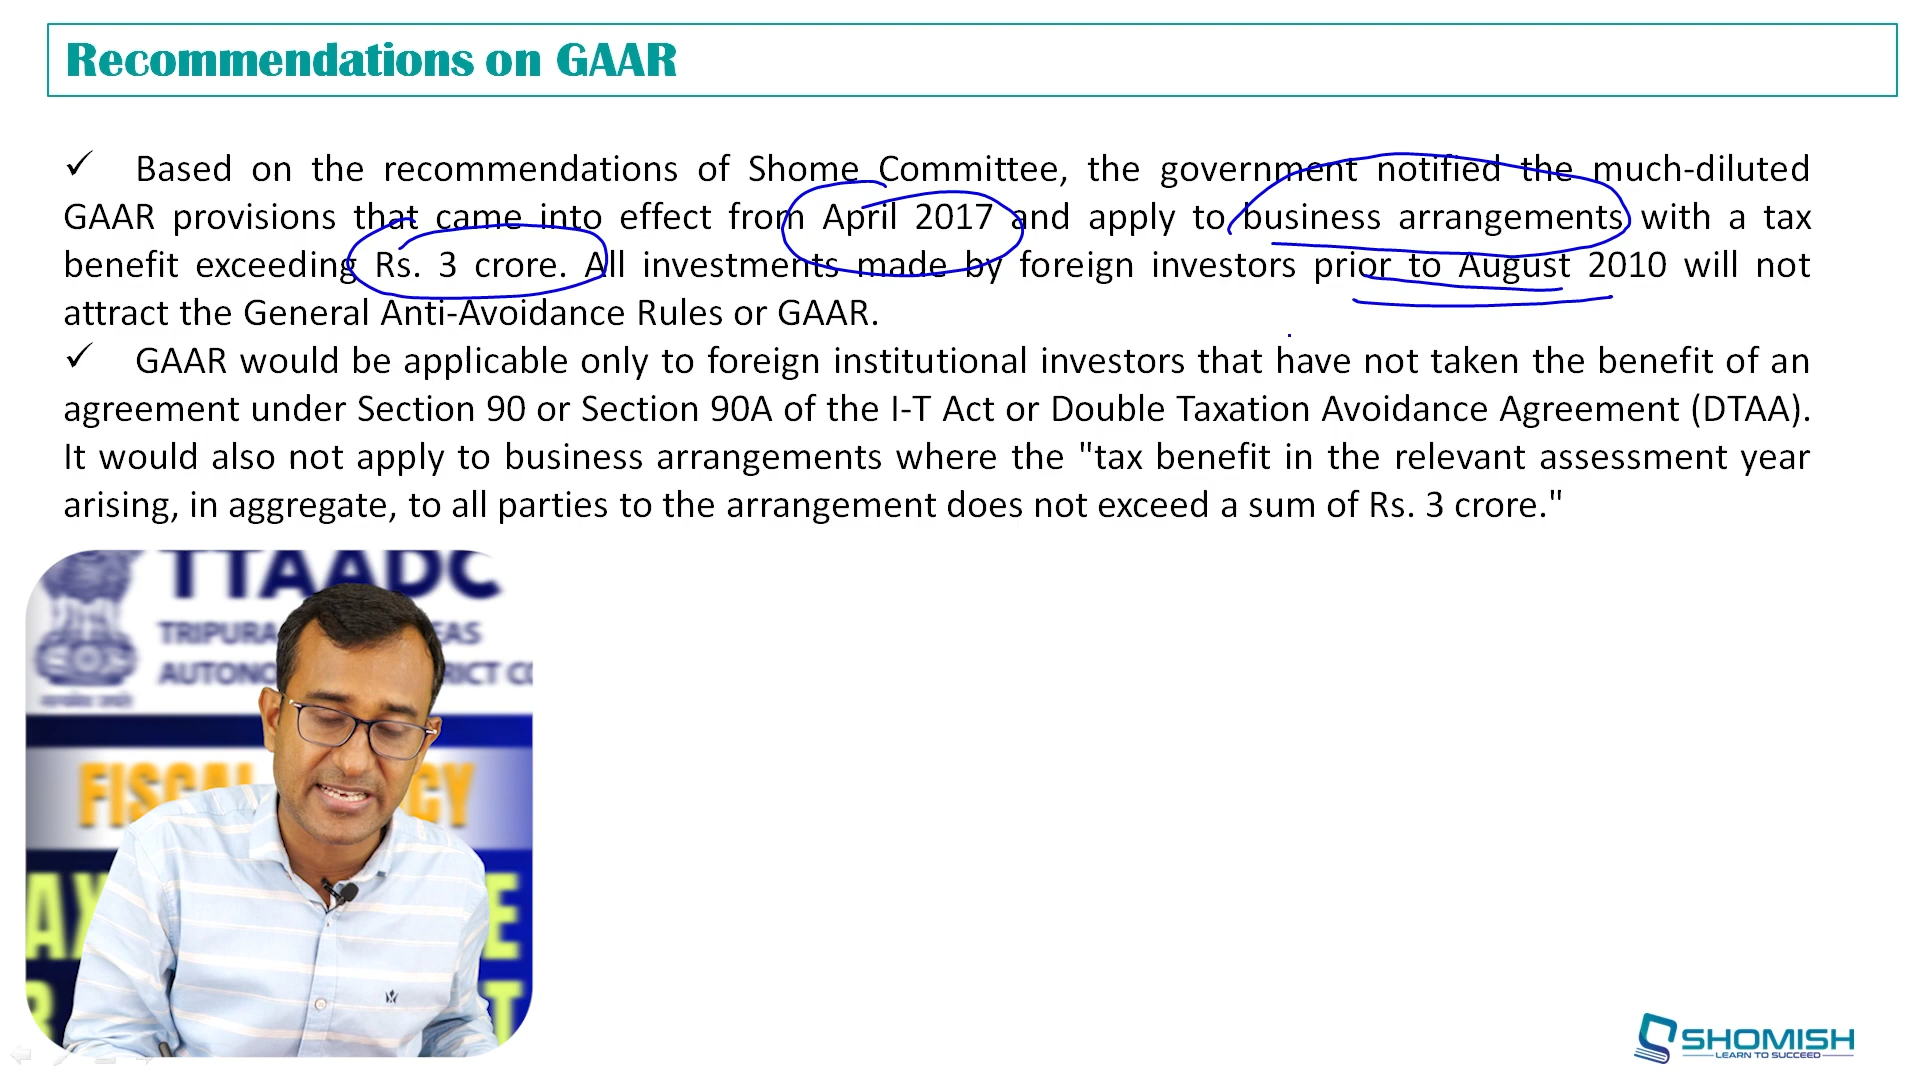 Recommendations on GAAR
✓ Based on the recommendations of Shome Committee, the government notified the much-diluted
GAAR provisions that came into effect from April 2017 and apply to business arrangements with a tax
benefit exceeding Rs. 3 crore. All investments made by foreign investors prior to August 2010 will not
attract the General Anti-Avoidance Rules or GAAR.
✓ GAAR would be applicable only to foreign institutional investors that have not taken the benefit of an
agreement under Section 90 or Section 90A of the I-T Act or Double Taxation Avoidance Agreement (DTAA).
It would also not apply to business arrangements where the "tax benefit in the relevant assessment year
arising, in aggregate, to all parties to the arrangement does not exceed a sum of Rs. 3 crore."
TTAADC
TRIPURA
FISCAL
SHOMISH
LEARN TO SUCCEED